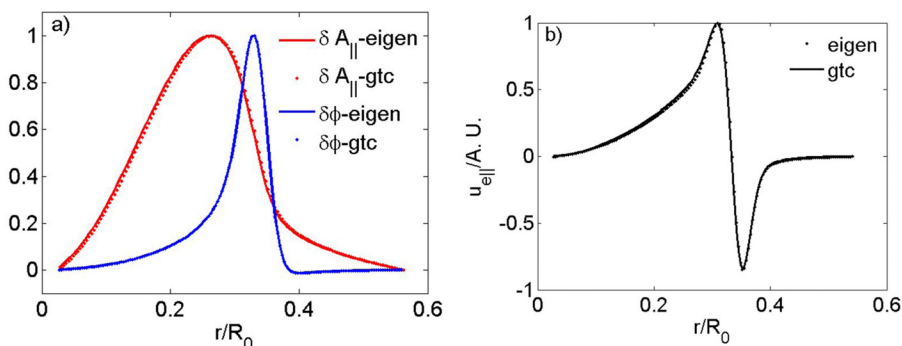 a)
1
0.8
0.6
0.4
0.2
0
0 0.2 0.4 0.6
r/R0
δ A||-eigen
δ A||-gtc
δϕ-eigen
δϕ-gtc
b)
ue||/A. U.
1
0.5
0
-0.5
-1
0 0.2 0.4 0.6
r/R0
eigen
gtc